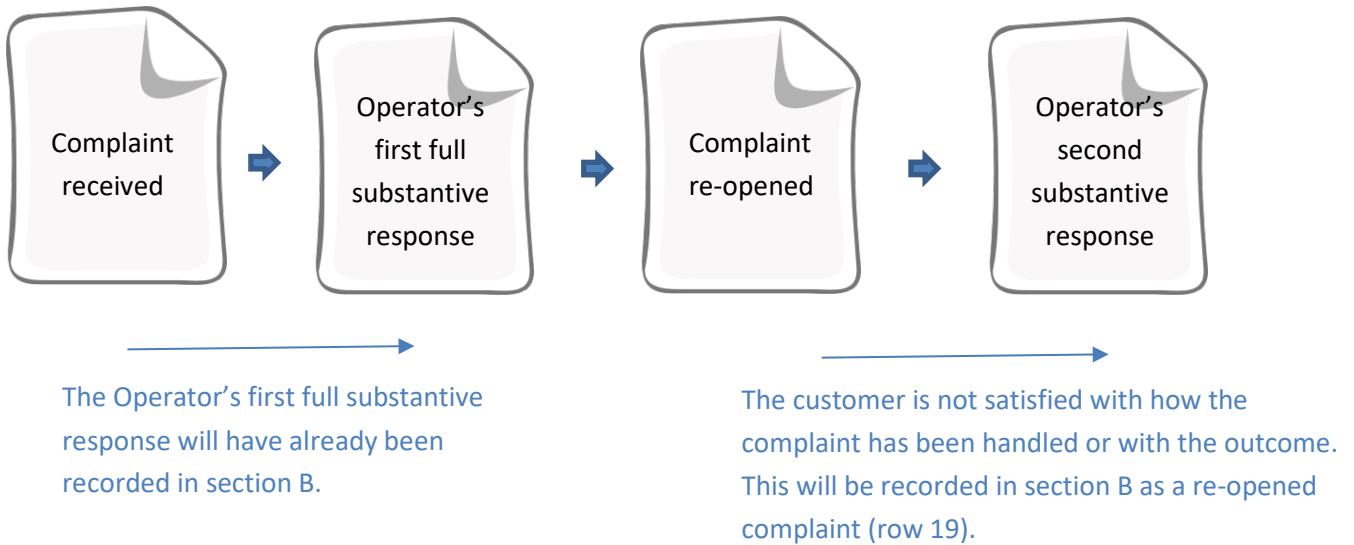 Complaint
received
Operator’s
first full
substantive
response
Complaint
re-opened
Operator’s
second
substantive
response
The Operator’s first full substantive
response will have already been
recorded in section B.
The customer is not satisfied with how the
complaint has been handled or with the outcome.
This will be recorded in section B as a re-opened
complaint (row 19).